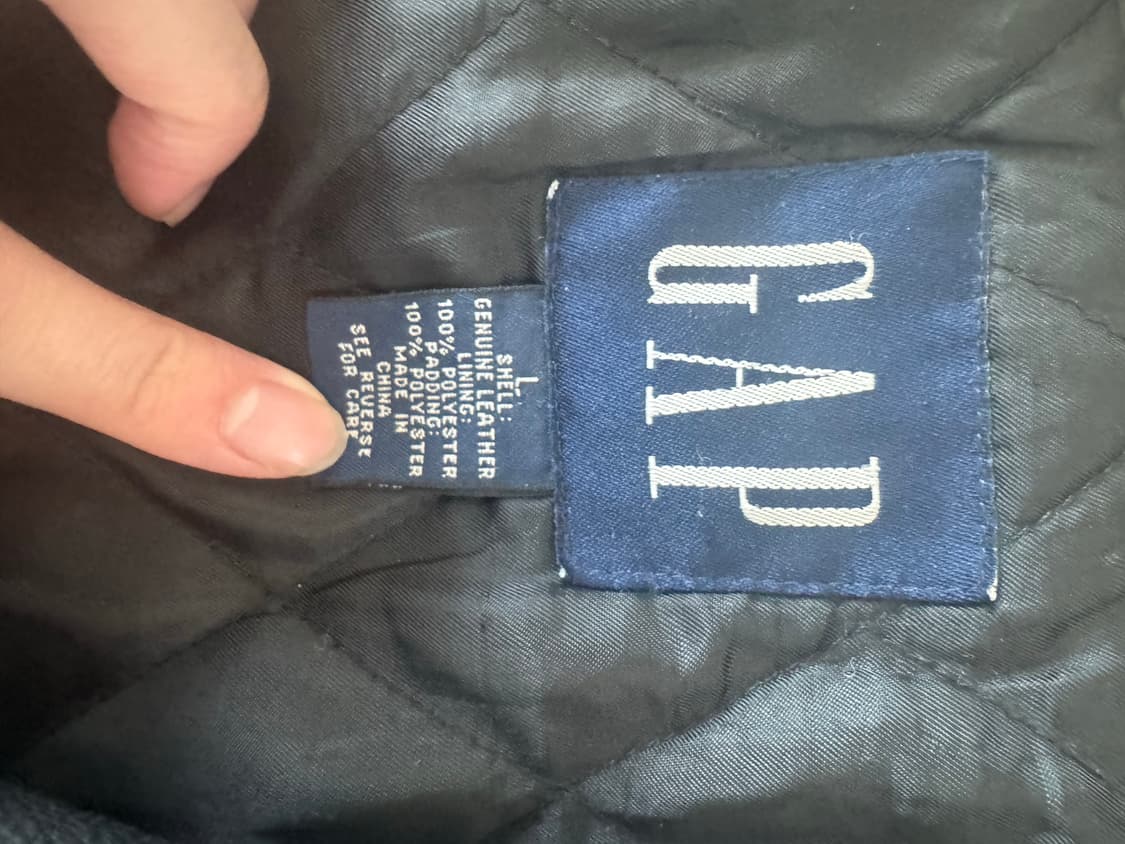 GAP
L
SHELL:
GENUINE LEATHER
LINING:
100% POLYESTER
PADDING:
100% POLYESTER
MADE IN
CHINA
SEE REVERSE
FOR CARE